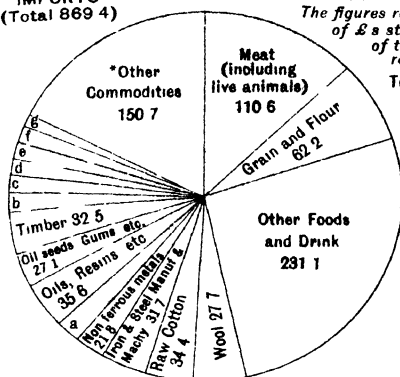 (Total 869 4)
The figures
of £ s
of
*Other
Commodities
150 7
Meat
(including
live animals)
110 6
Grain and Flour
62 2
Other Foods
and Drink
231 1
Wool 27 7
Raw Cotton
34 4
Iron & Steel Manuf &
Machy 31 7
Non ferrous metals
21 8
a
Oils, Resins etc
35 6
Oil seeds Gums etc.
27 1
Timber 32 5
b
c
d
e
f
g